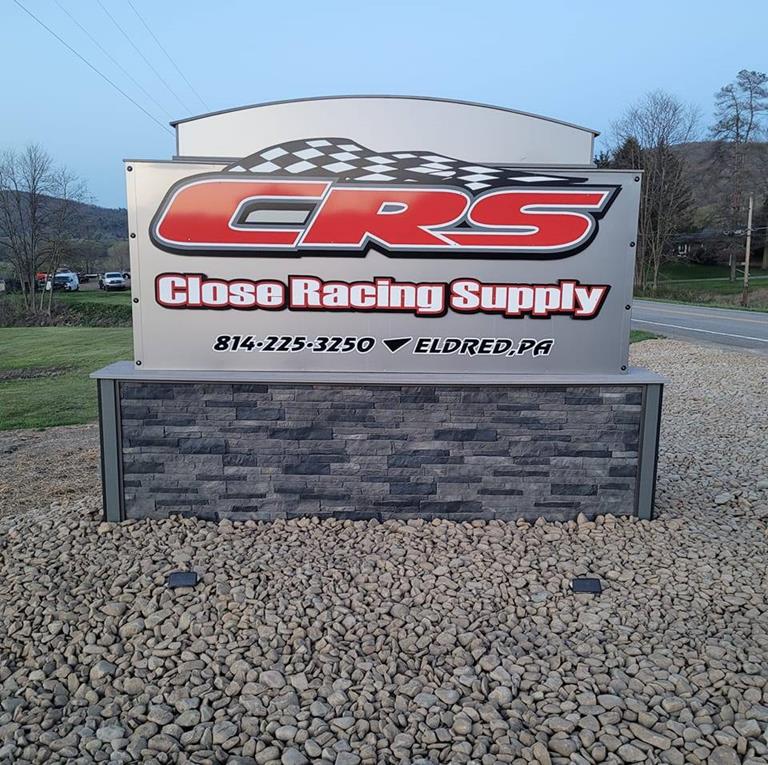 CRS
Close Racing Supply
814-225-3250 ELDRED,PA